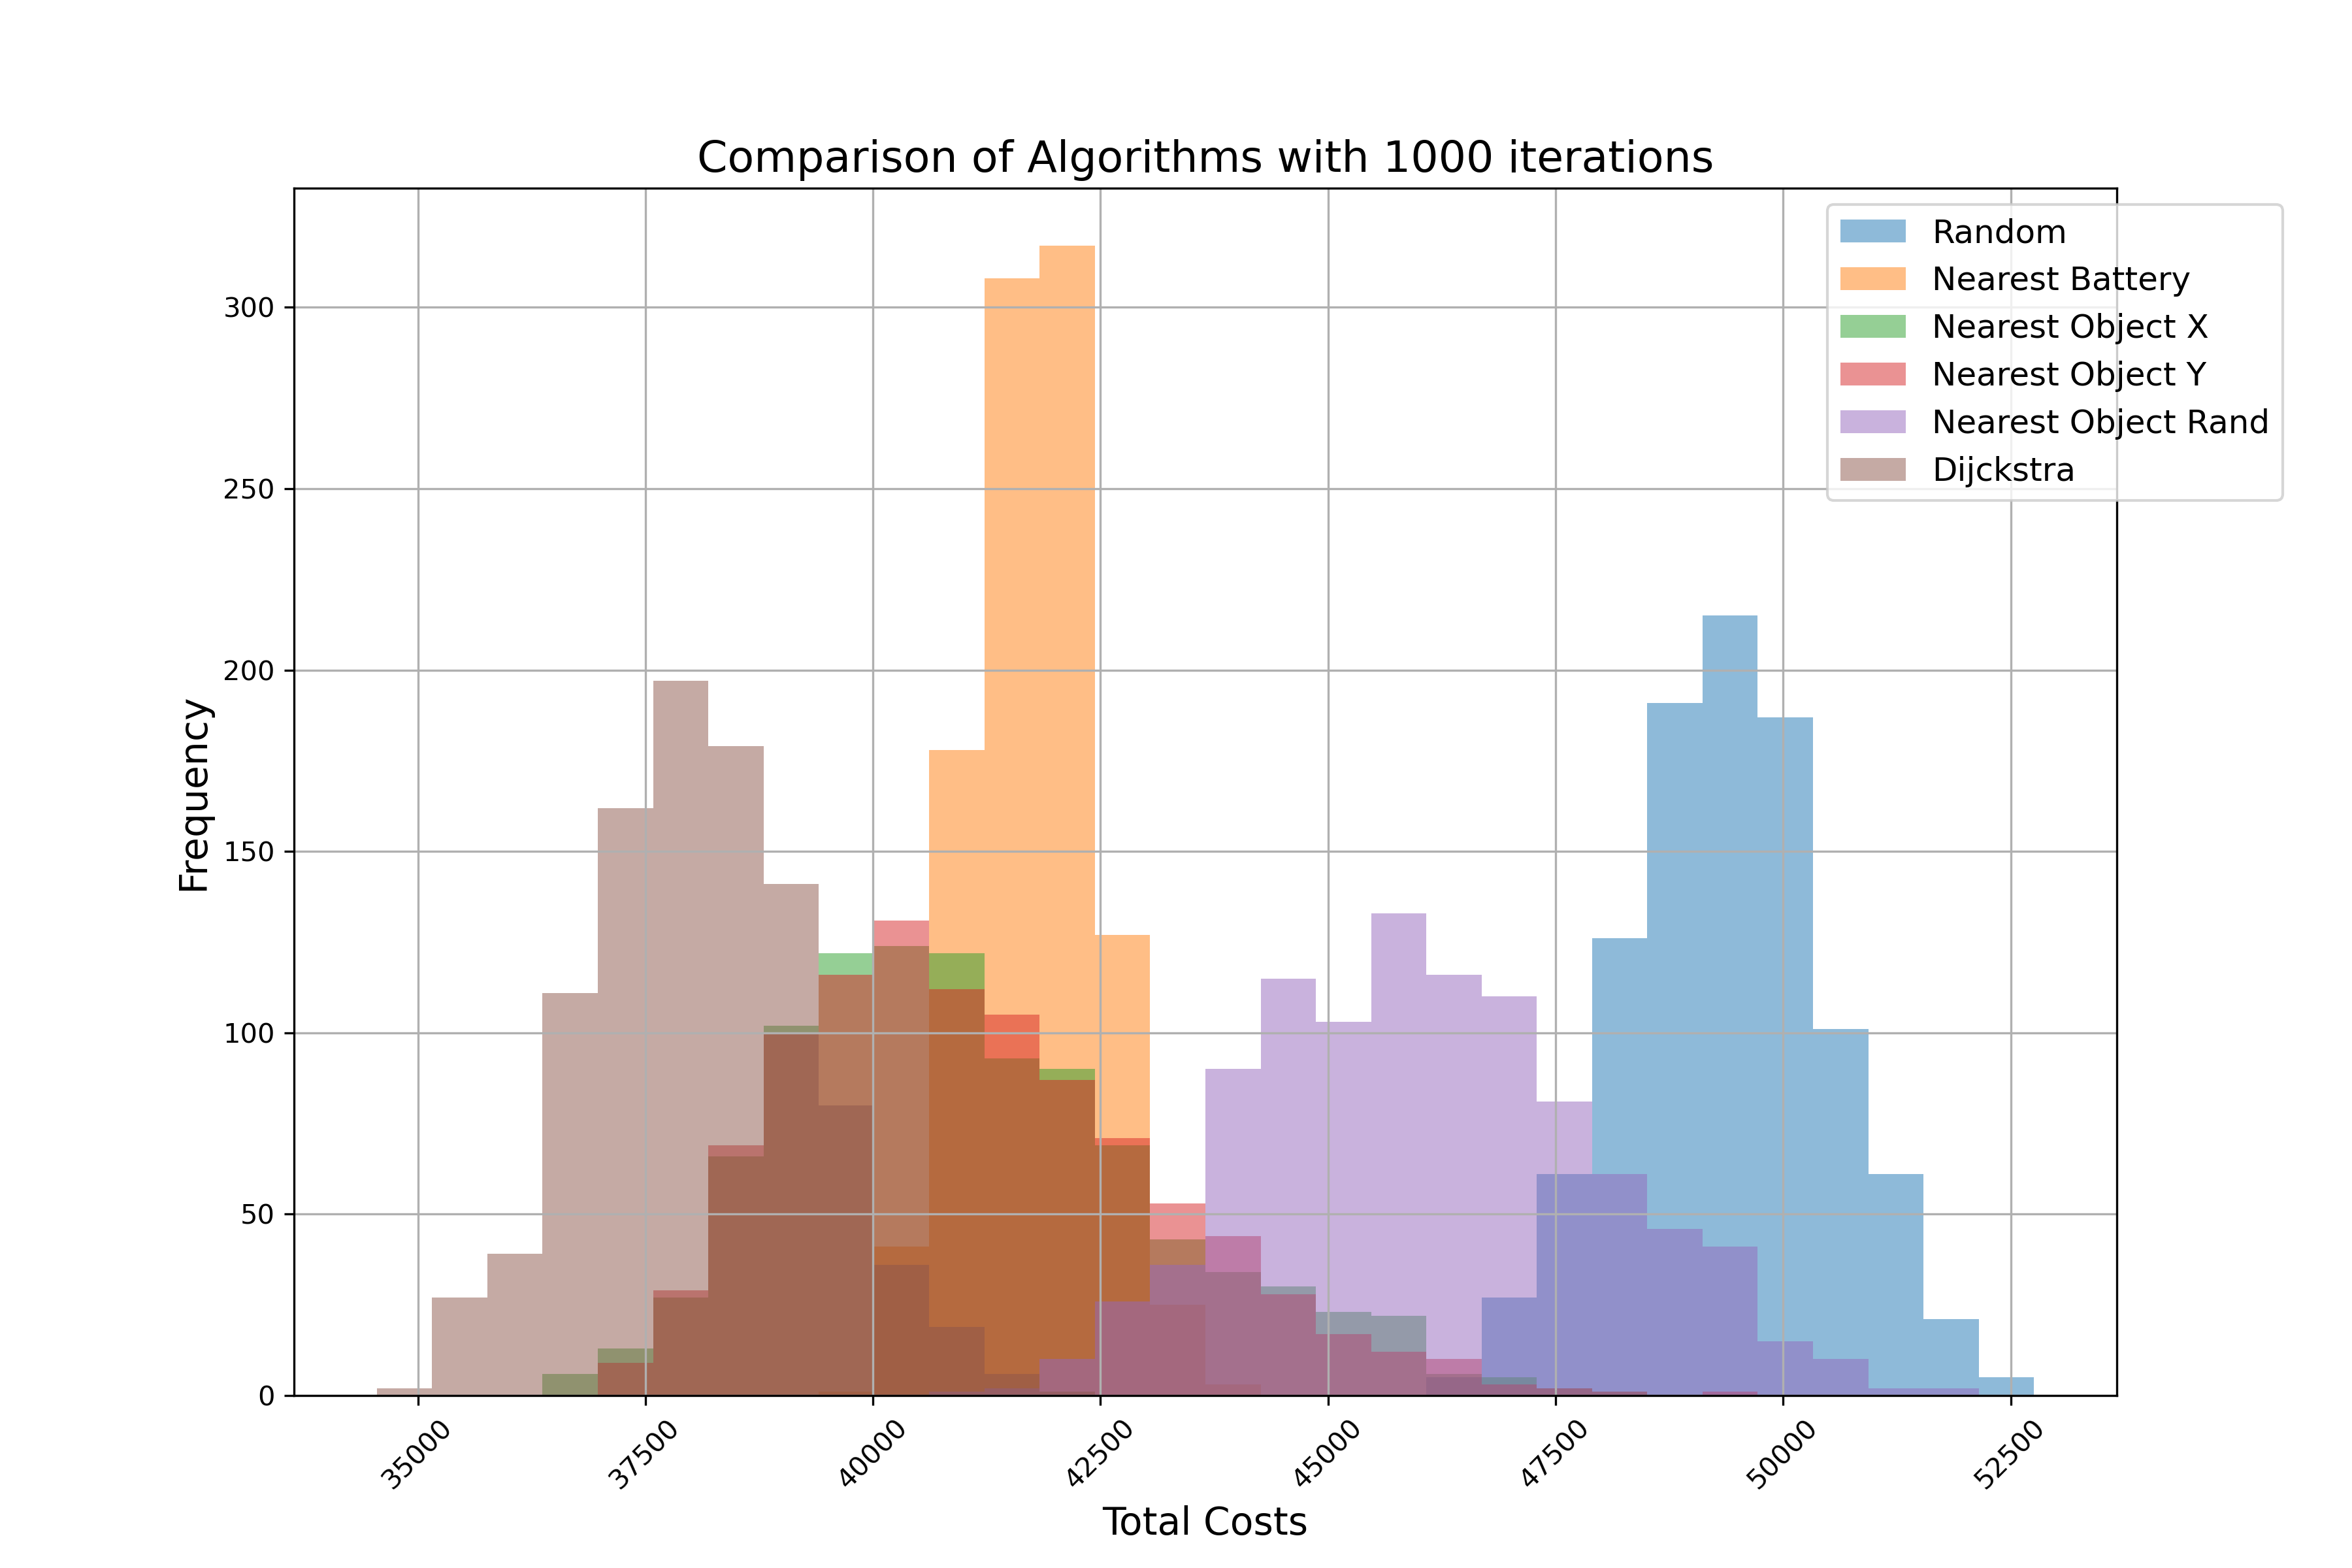 Comparison of Algorithms with 1000 iterations
Random
Nearest Battery
Nearest Object X
Nearest Object Y
Nearest Object Rand
Dijckstra
Frequency
300
250
200
150
100
50
0
35000
37500
40000
42500
45000
47500
50000
52500
Total Costs